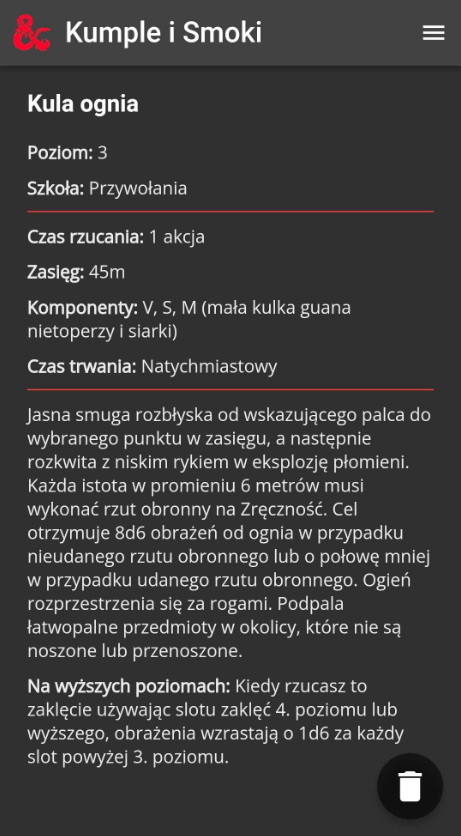 Kumple i Smoki
Kula ognia
Poziom: 3
Szkoła: Przywołania
Czas rzucania: 1 akcja
Zasięg: 45m
Komponenty: V, S, M (mała kulka guana
nietoperzy i siarki)
Czas trwania: Natychmiastowy
Jasna smuga rozbłyska od wskazującego palca do
wybranego punktu w zasięgu, a następnie
rozkwita z niskim rykiem w eksplozję płomieni.
Każda istota w promieniu 6 metrów musi
wykonać rzut obronny na Zręczność. Cel
otrzymuje 8d6 obrażeń od ognia w przypadku
nieudanego rzutu obronnego lub o połowę mniej
w przypadku udanego rzutu obronnego. Ogień
rozprzestrzenia się za rogami. Podpala
łatwopalne przedmioty w okolicy, które nie są
noszone lub przenoszone.
Na wyższych poziomach: Kiedy rzucasz to
zaklęcie używając slotu zaklęć 4. poziomu lub
wyższego, obrażenia wzrastają o 1d6 za każdy
slot powyżej 3. poziomu.